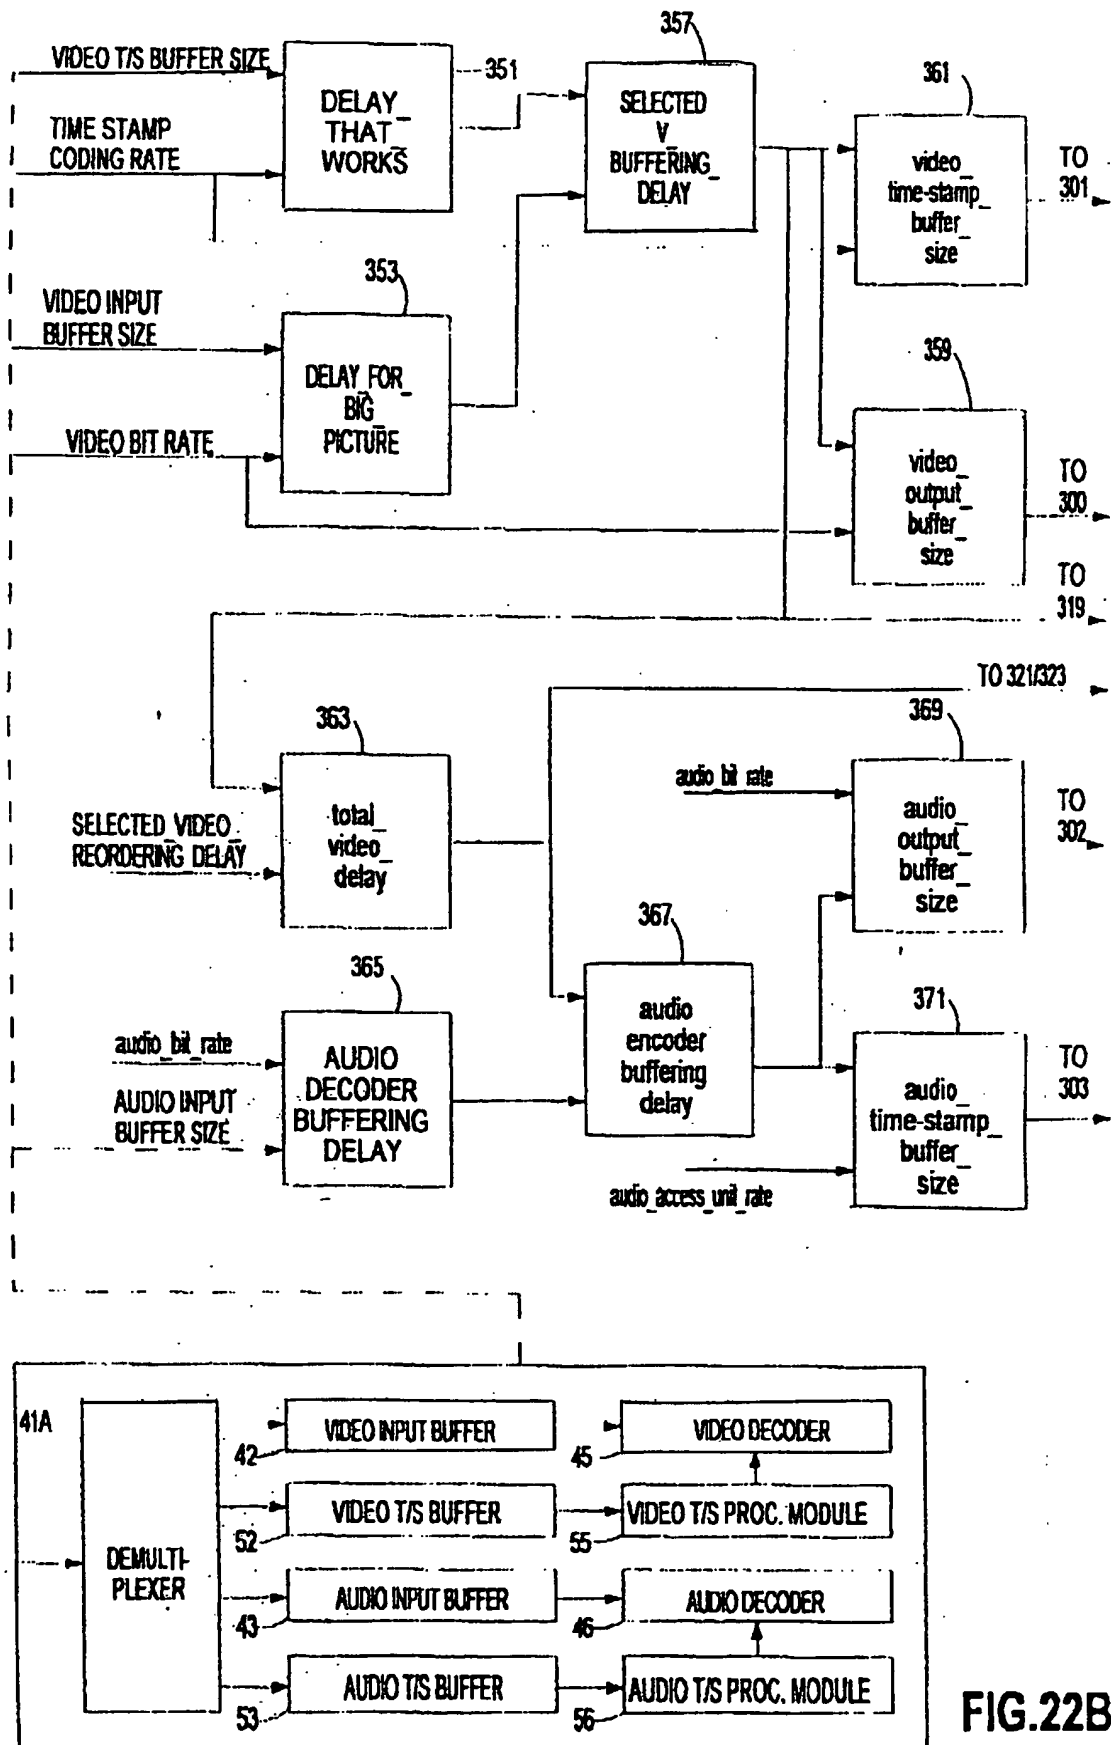 VIDEO T/S BUFFER SIZE
TIME STAMP
CODING RATE
351
DELAY_
THAT_
WORKS
357
SELECTED_
V_
BUFFERING_
DELAY
361
video_
time-stamp_
buffer_
size
TO
301
VIDEO INPUT
BUFFER SIZE
VIDEO BIT RATE
353
DELAY_FOR_
BIG_
PICTURE
359
video_
output_
buffer_
size
TO
300
TO
319
TO 321/323
363
SELECTED_VIDEO_
REORDERING_DELAY
total_
video_
delay
369
audio_bit_rate
audio_
output_
buffer_
size
TO
302
365
audio_bit_rate
AUDIO INPUT
BUFFER SIZE
AUDIO
DECODER
BUFFERING
DELAY
367
audio
encoder
buffering
delay
371
audio_access_unit_rate
audio_
time-stamp_
buffer_
size
TO
303
41A
DEMULTI-
PLEXER
VIDEO INPUT BUFFER
42
VIDEO DECODER
45
VIDEO T/S BUFFER
52
VIDEO T/S PROC. MODULE
55
AUDIO INPUT BUFFER
43
AUDIO DECODER
46
AUDIO T/S BUFFER
53
AUDIO T/S PROC. MODULE
56
FIG.22B